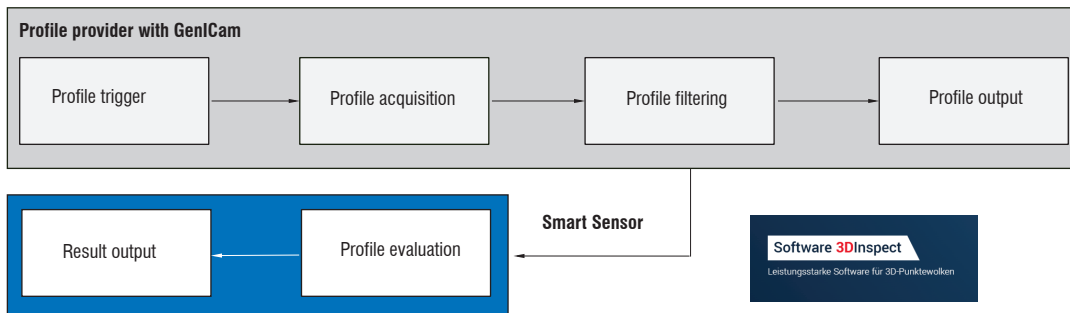 Profile provider with GenICam
Profile trigger
Profile acquisition
Profile filtering
Profile output
Result output
Profile evaluation
Smart Sensor
Software 3DInspect
Leistungsstarke Software für 3D-Punktewolken